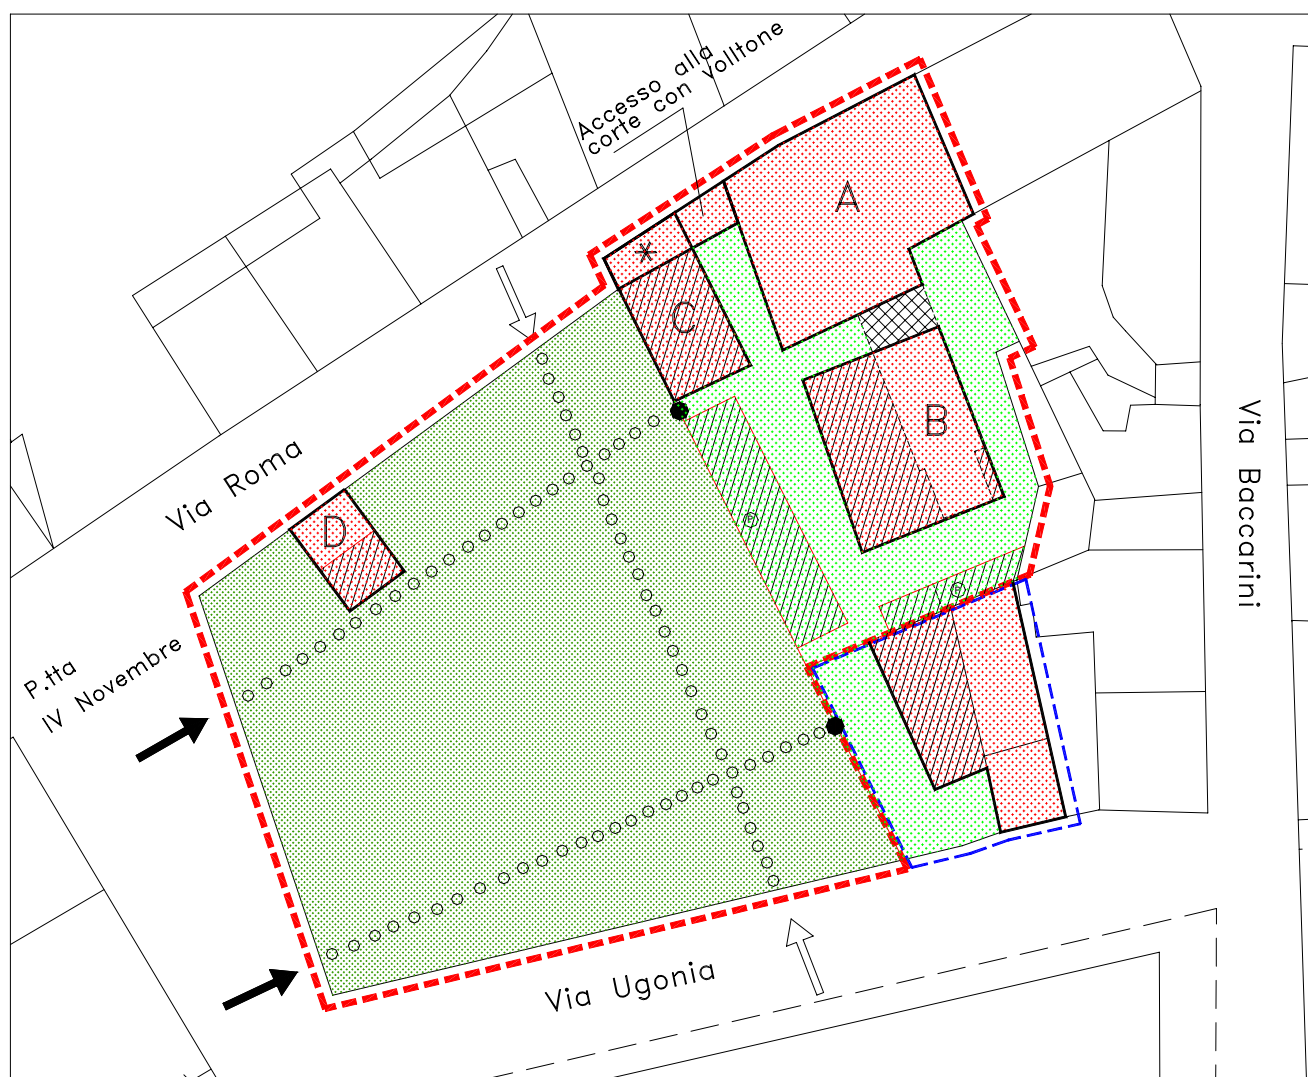 Accesso alla
corte con volltone
A
*
C
B
Via Roma
D
P
P
Via Baccarini
P.tta
IV Novembre
Via Ugonia